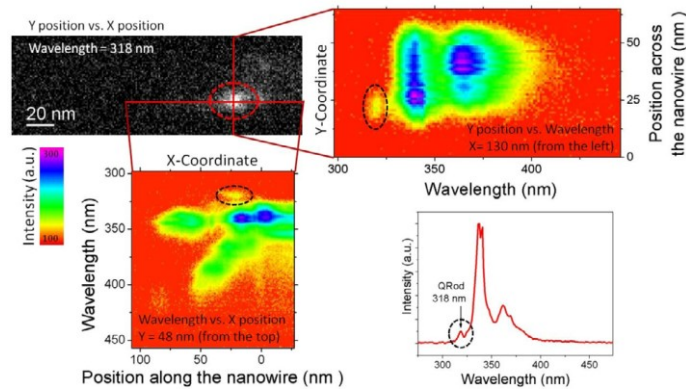 Y position vs. X position
Wavelength = 318 nm
20 nm
Y-Coordinate
50
25
0
Position across
the nanowire (nm)
Y position vs. Wavelength
X= 130 nm (from the left)
300
350
400
Wavelength (nm)
X-Coordinate
Intensity (a.u.)
Wavelength (nm)
300
350
400
450
Wavelength vs. X position
Y = 48 nm (from the top)
100
50
0
Position along the nanowire (nm )
Intensity (a.u.)
QRod
318 nm
300
350
400
450
Wavelength (nm)